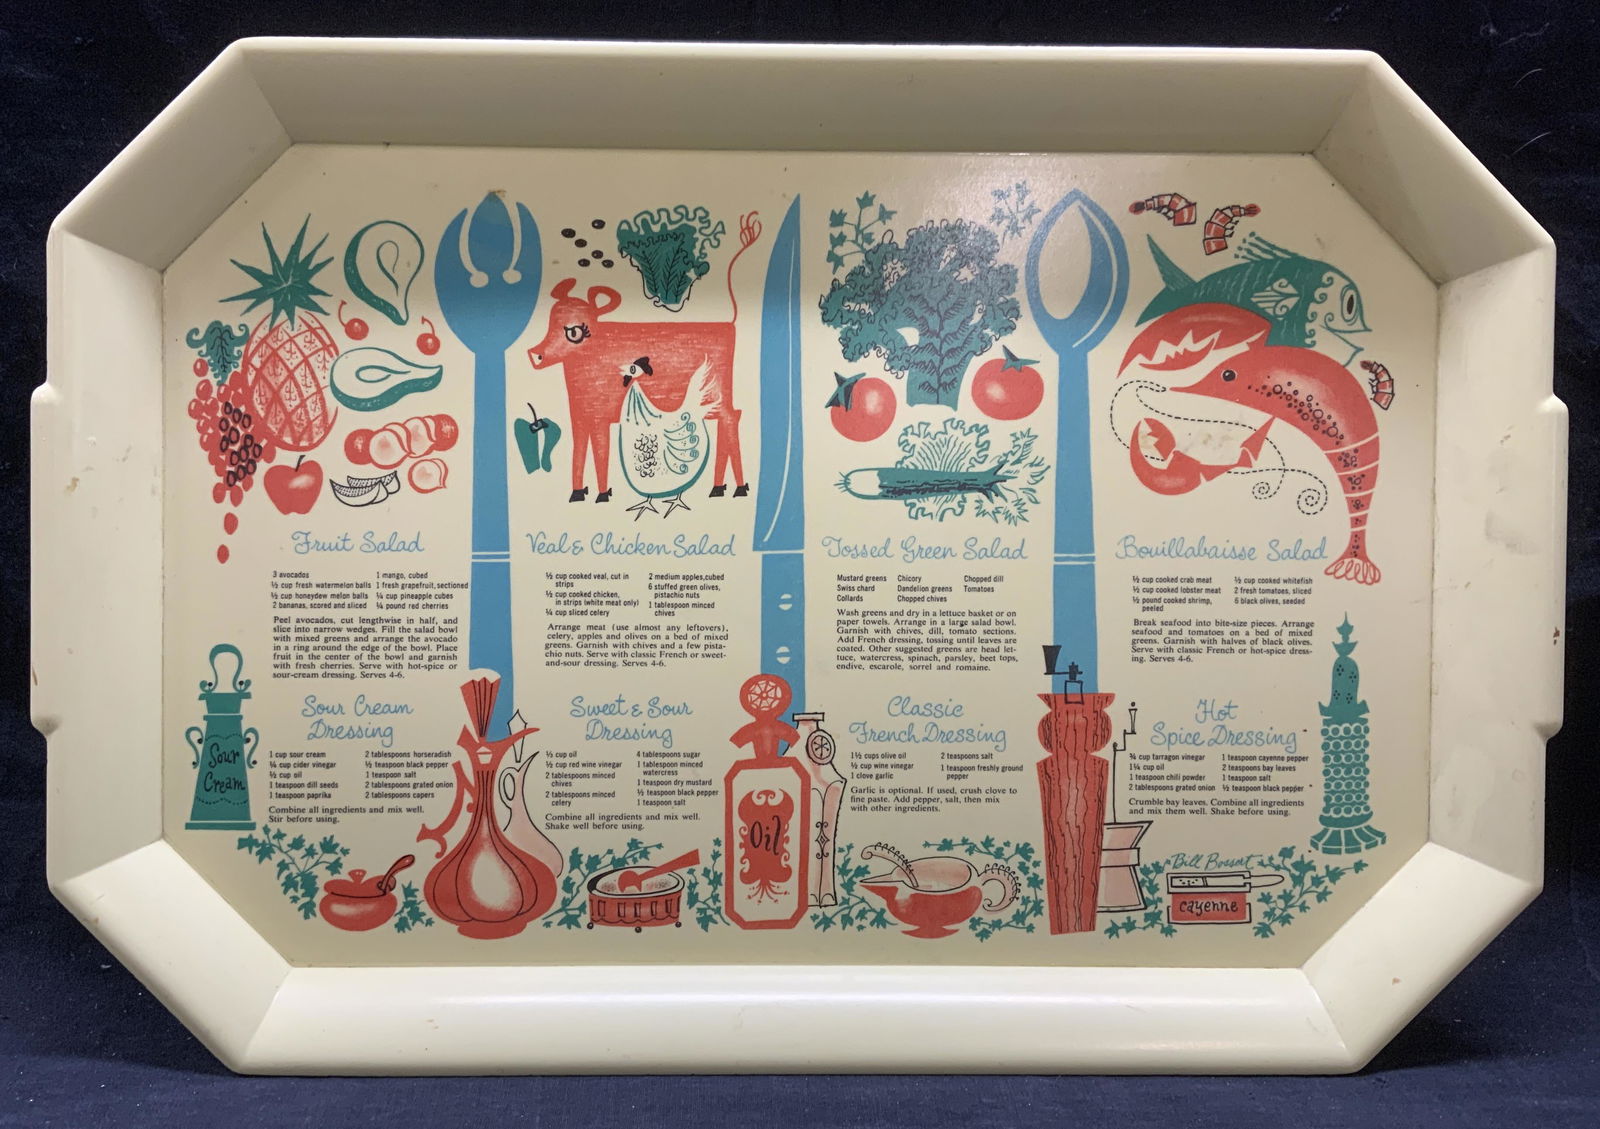 Fruit Salad
3 avocados
½ cup fresh watermelon balls
½ cup honeydew melon balls
2 bananas, scored and sliced
1 mango, cubed
1 fresh grapefruit, sectioned
¼ cup pineapple cubes
¼ pound red cherries
Peel avocados, cut lengthwise in half, and
slice into narrow wedges. Fill the salad bowl
with mixed greens and arrange the avocado
in a ring around the edge of the bowl. Place
fruit in the center of the bowl and garnish
with fresh cherries. Serve with hot-spice or
sour-cream dressing. Serves 4-6.
Veal & Chicken Salad
½ cup cooked veal, cut in
strips
½ cup cooked chicken,
in strips (white meat only)
¼ cup sliced celery
2 medium apples, cubed
6 stuffed green olives,
pistachio nuts
1 tablespoon minced
chives
Arrange meat (use almost any leftovers),
celery, apples and olives on a bed of mixed
greens. Garnish with chives and a few pista-
chio nuts. Serve with classic French or sweet-
and-sour dressing. Serves 4-6.
Tossed Green Salad
Mustard greens
Swiss chard
Collards
Chicory
Dandelion greens
Chopped chives
Chopped dill
Tomatoes
Wash greens and dry in a lettuce basket or on
paper towels. Arrange in a large salad bowl.
Garnish with chives, dill, tomato sections.
Add French dressing, tossing until leaves are
coated. Other suggested greens are head let-
tuce, watercress, spinach, parsley, beet tops,
endive, escarole, sorrel and romaine.
Bouillabaisse Salad
½ cup cooked crab meat
½ cup cooked lobster meat
½ pound cooked shrimp,
peeled
½ cup cooked whitefish
2 fresh tomatoes, sliced
6 black olives, seeded
Break seafood into bite-size pieces. Arrange
seafood and tomatoes on a bed of mixed
greens. Garnish with halves of black olives.
Serve with classic French or hot-spice dress-
ing. Serves 4-6.
Sour
Cream
Sour Cream
Dressing
1 cup sour cream
¼ cup cider vinegar
½ cup oil
1 teaspoon dill seeds
1 teaspoon paprika
2 tablespoons horseradish
½ teaspoon black pepper
1 teaspoon salt
2 tablespoons grated onion
2 tablespoons capers
Combine all ingredients and mix well.
Stir before using.
Sweet & Sour
Dressing
½ cup oil
½ cup red wine vinegar
2 tablespoons minced
chives
2 tablespoons minced
celery
4 tablespoons sugar
1 tablespoon minced
watercress
1 teaspoon dry mustard
½ teaspoon black pepper
1 teaspoon salt
Combine all ingredients and mix well.
Shake well before using.
Oil
Classic
French Dressing
1½ cups olive oil
½ cup wine vinegar
1 clove garlic
2 teaspoons salt
1 teaspoon freshly ground
pepper
Garlic is optional. If used, crush clove to
fine paste. Add pepper, salt, then mix
with other ingredients.
Hot
Spice Dressing
¾ cup tarragon vinegar
1¼ cup oil
1 teaspoon chili powder
2 tablespoons grated onion
1 teaspoon cayenne pepper
2 teaspoons bay leaves
1 teaspoon salt
½ teaspoon black pepper
Crumble bay leaves. Combine all ingredients
and mix them well. Shake before using.
Bill Bossert
cayenne